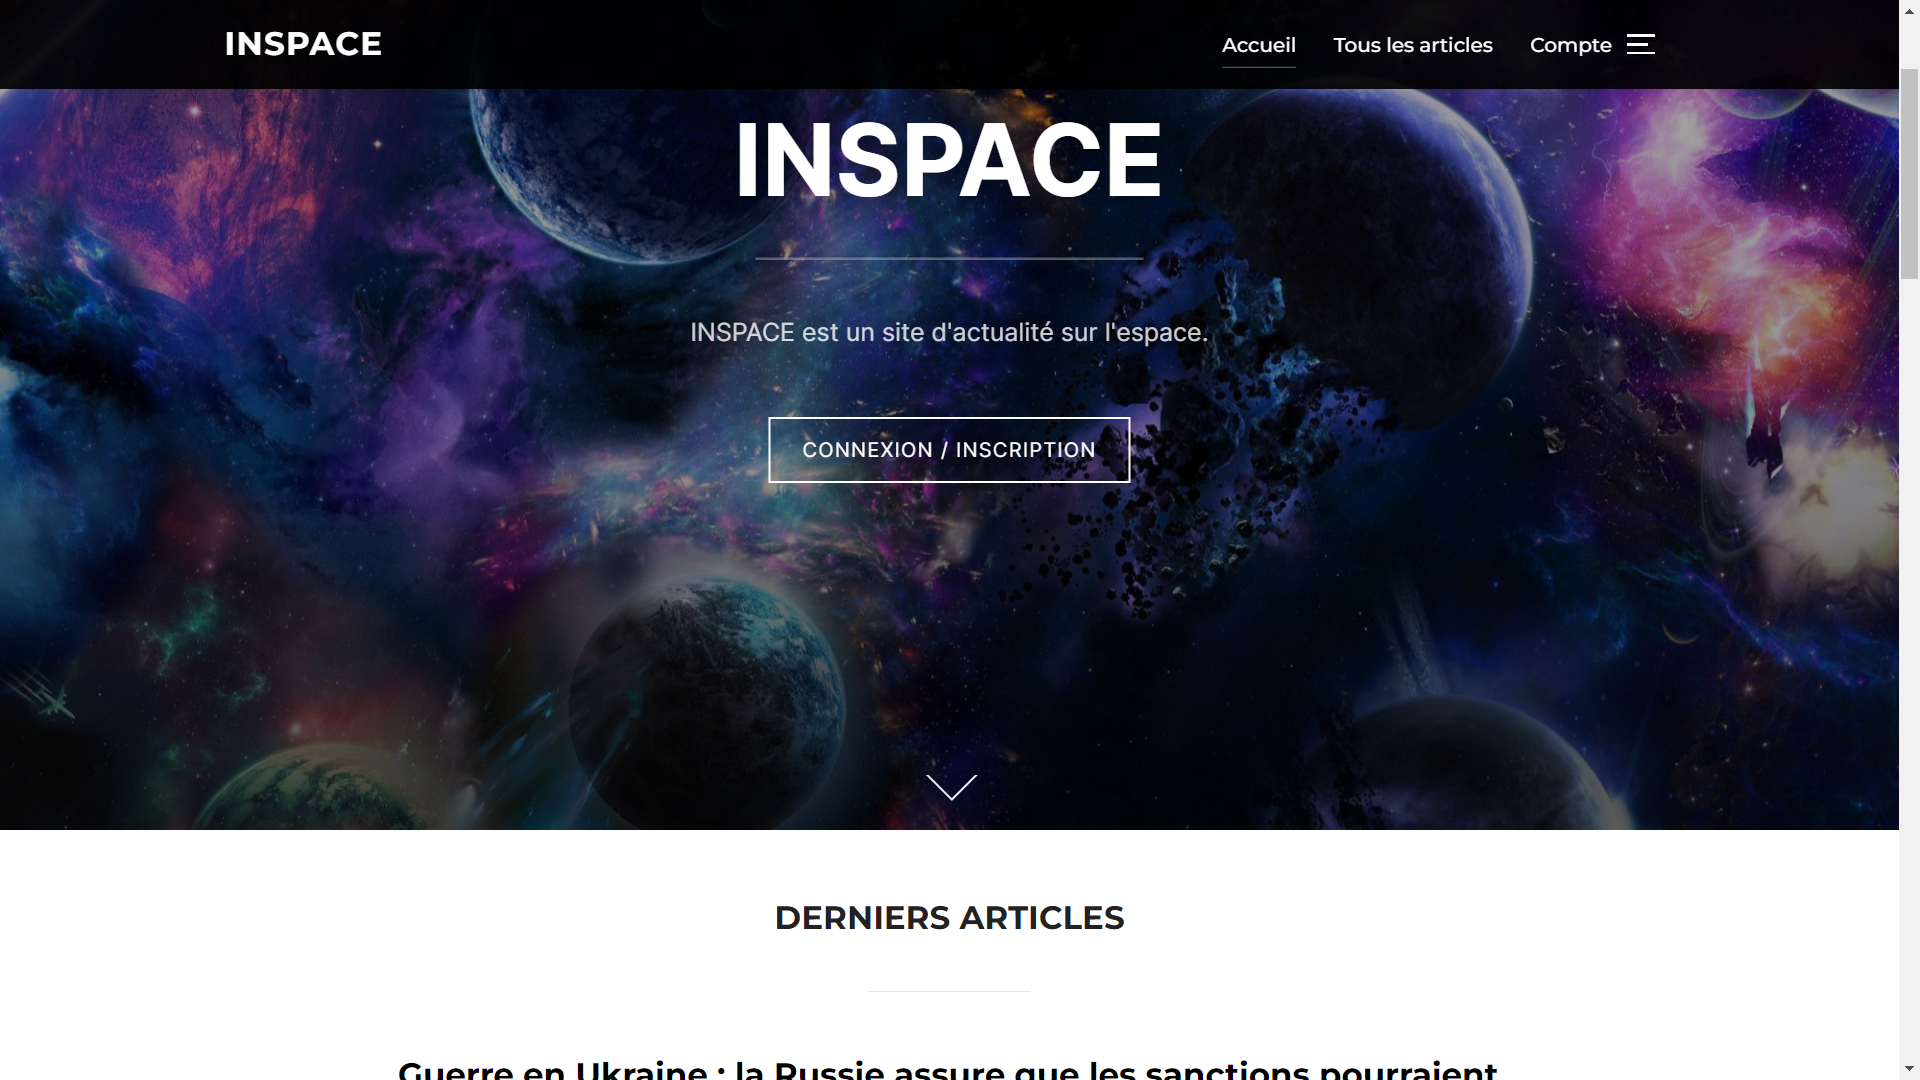 INSPACE
Accueil
Tous les articles
Compte
INSPACE
INSPACE est un site d'actualité sur l'espace.
CONNEXION / INSCRIPTION
DERNIERS ARTICLES
Guerre en Ukraine : la Russie assure que les sanctions pourraient